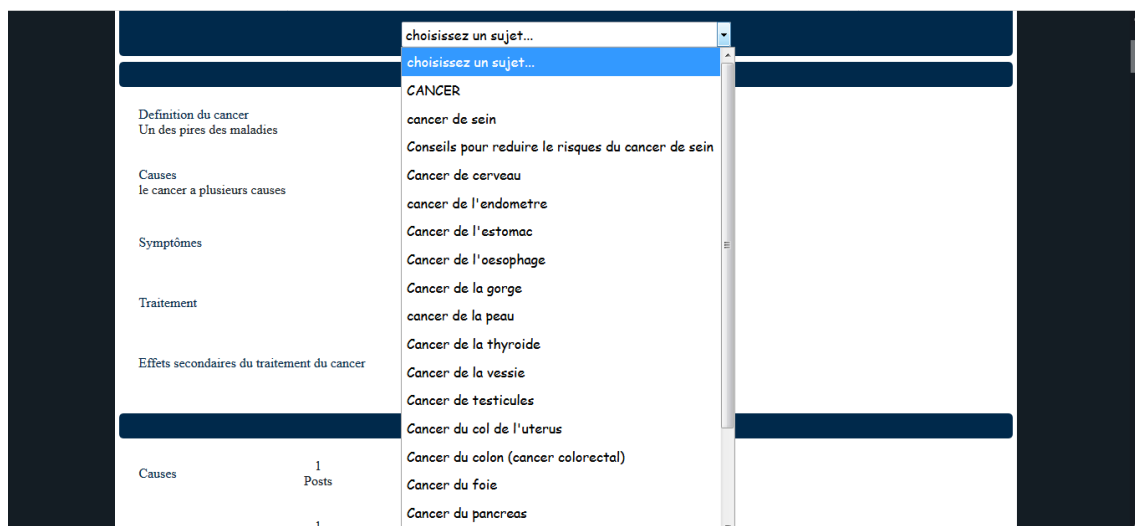 choisissez un sujet...
choisissez un sujet...
CANCER
cancer de sein
Conseils pour reduire le risques du cancer de sein
Cancer de cerveau
cancer de l'endometre
Cancer de l'estomac
Cancer de l'oesophage
Cancer de la gorge
cancer de la peau
Cancer de la thyroide
Cancer de la vessie
Cancer de testicules
Cancer du col de l'uterus
Cancer du colon (cancer colorectal)
Cancer du foie
Cancer du pancreas
Definition du cancer
Un des pires des maladies
Causes
le cancer a plusieurs causes
Symptômes
Traitement
Effets secondaires du traitement du cancer
Causes
1
Posts
1